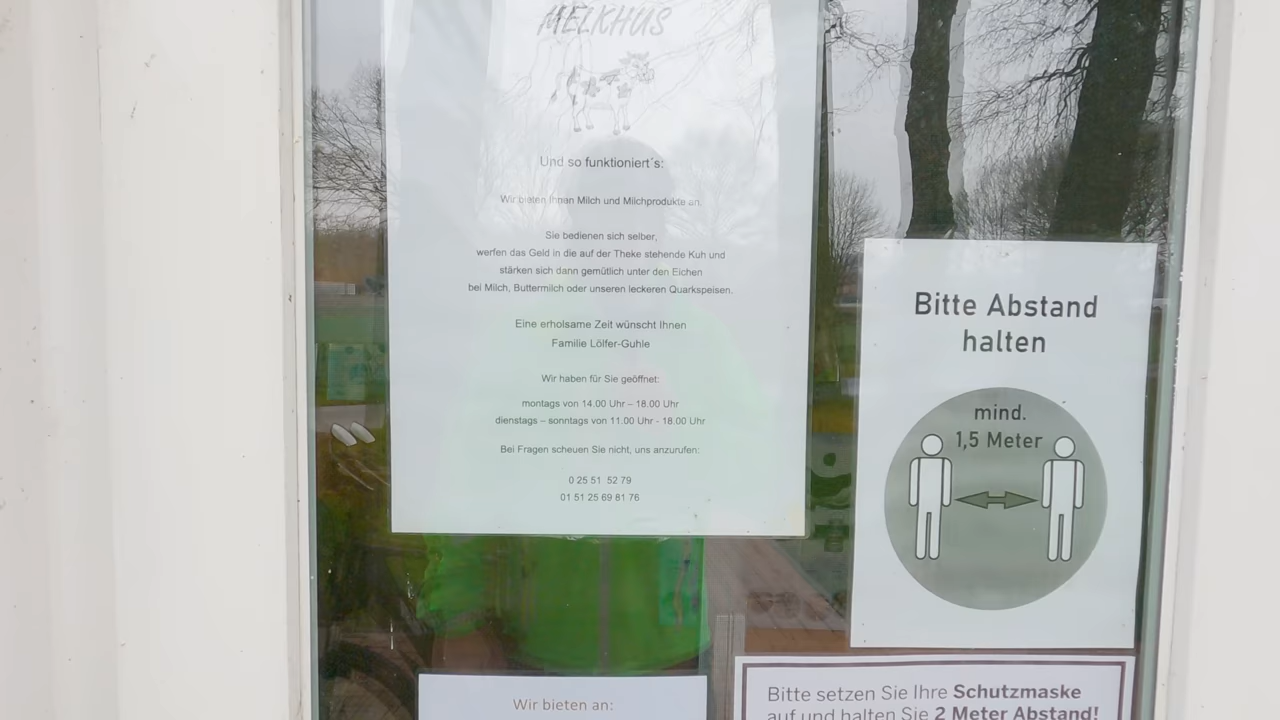 MELKHUS
Und so funktioniert´s:
Wir bieten Ihnan Milch und Milchprodukte an.
Sie bedienen sich selber,
werfen das Geld in die auf der Theke stehende Kuh und
stärken sich dann gemütlich unter den Eichen
bei Milch, Buttermilch oder unseren leckeren Quarkspeisen.
Eine erholsame Zeit wünscht Ihnen
Familie Lölfer-Guhle
Wir haben für Sie geöffnet:
montags von 14.00 Uhr – 18.00 Uhr
dienstags – sonntags von 11.00 Uhr - 18.00 Uhr
Bei Fragen scheuen Sie nicht, uns anzurufen:
0 25 51 52 79
01 51 25 69 81 76
Bitte Abstand
halten
mind.
1,5 Meter
Wir bieten an:
Bitte setzen Sie Ihre Schutzmaske
auf und halten Sie 2 Meter Abstand!